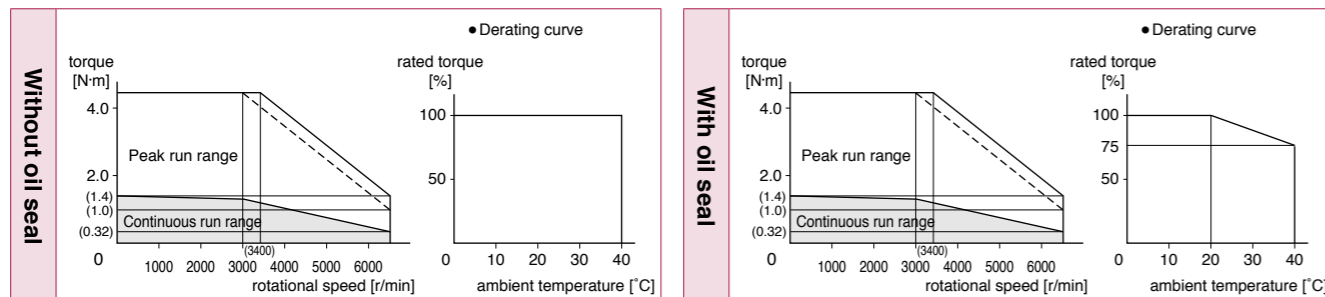 Without oil seal
● Derating curve
torque
[N·m]
4.0
2.0
(1.4)
(1.0)
(0.32)
0
Peak run range
Continuous run range
1000 2000 3000 4000 5000 6000
(3400)
rotational speed [r/min]
rated torque
[%]
100
50
0 10 20 30 40
ambient temperature [˚C]
With oil seal
● Derating curve
torque
[N·m]
4.0
2.0
(1.4)
(1.0)
(0.32)
0
Peak run range
Continuous run range
1000 2000 3000 4000 5000 6000
(3400)
rotational speed [r/min]
rated torque
[%]
100
75
50
0 10 20 30 40
ambient temperature [˚C]